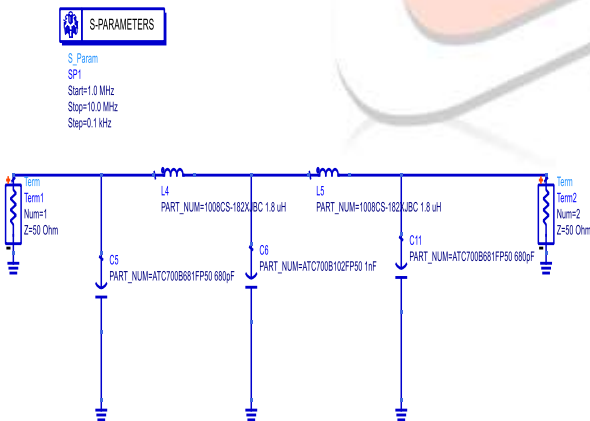 S-PARAMETERS
S_Param
SP1
Start=1.0 MHz
Stop=10.0 MHz
Step=0.1 kHz
Term
Term1
Num=1
Z=50 Ohm
L4
PART_NUM=1008CS-182XJBC 1.8 uH
L5
PART_NUM=1008CS-182XJBC 1.8 uH
Term
Term2
Num=2
Z=50 Ohm
C5
PART_NUM=ATC700B681FP50 680pF
C6
PART_NUM=ATC700B102FP50 1nF
C11
PART_NUM=ATC700B681FP50 680pF